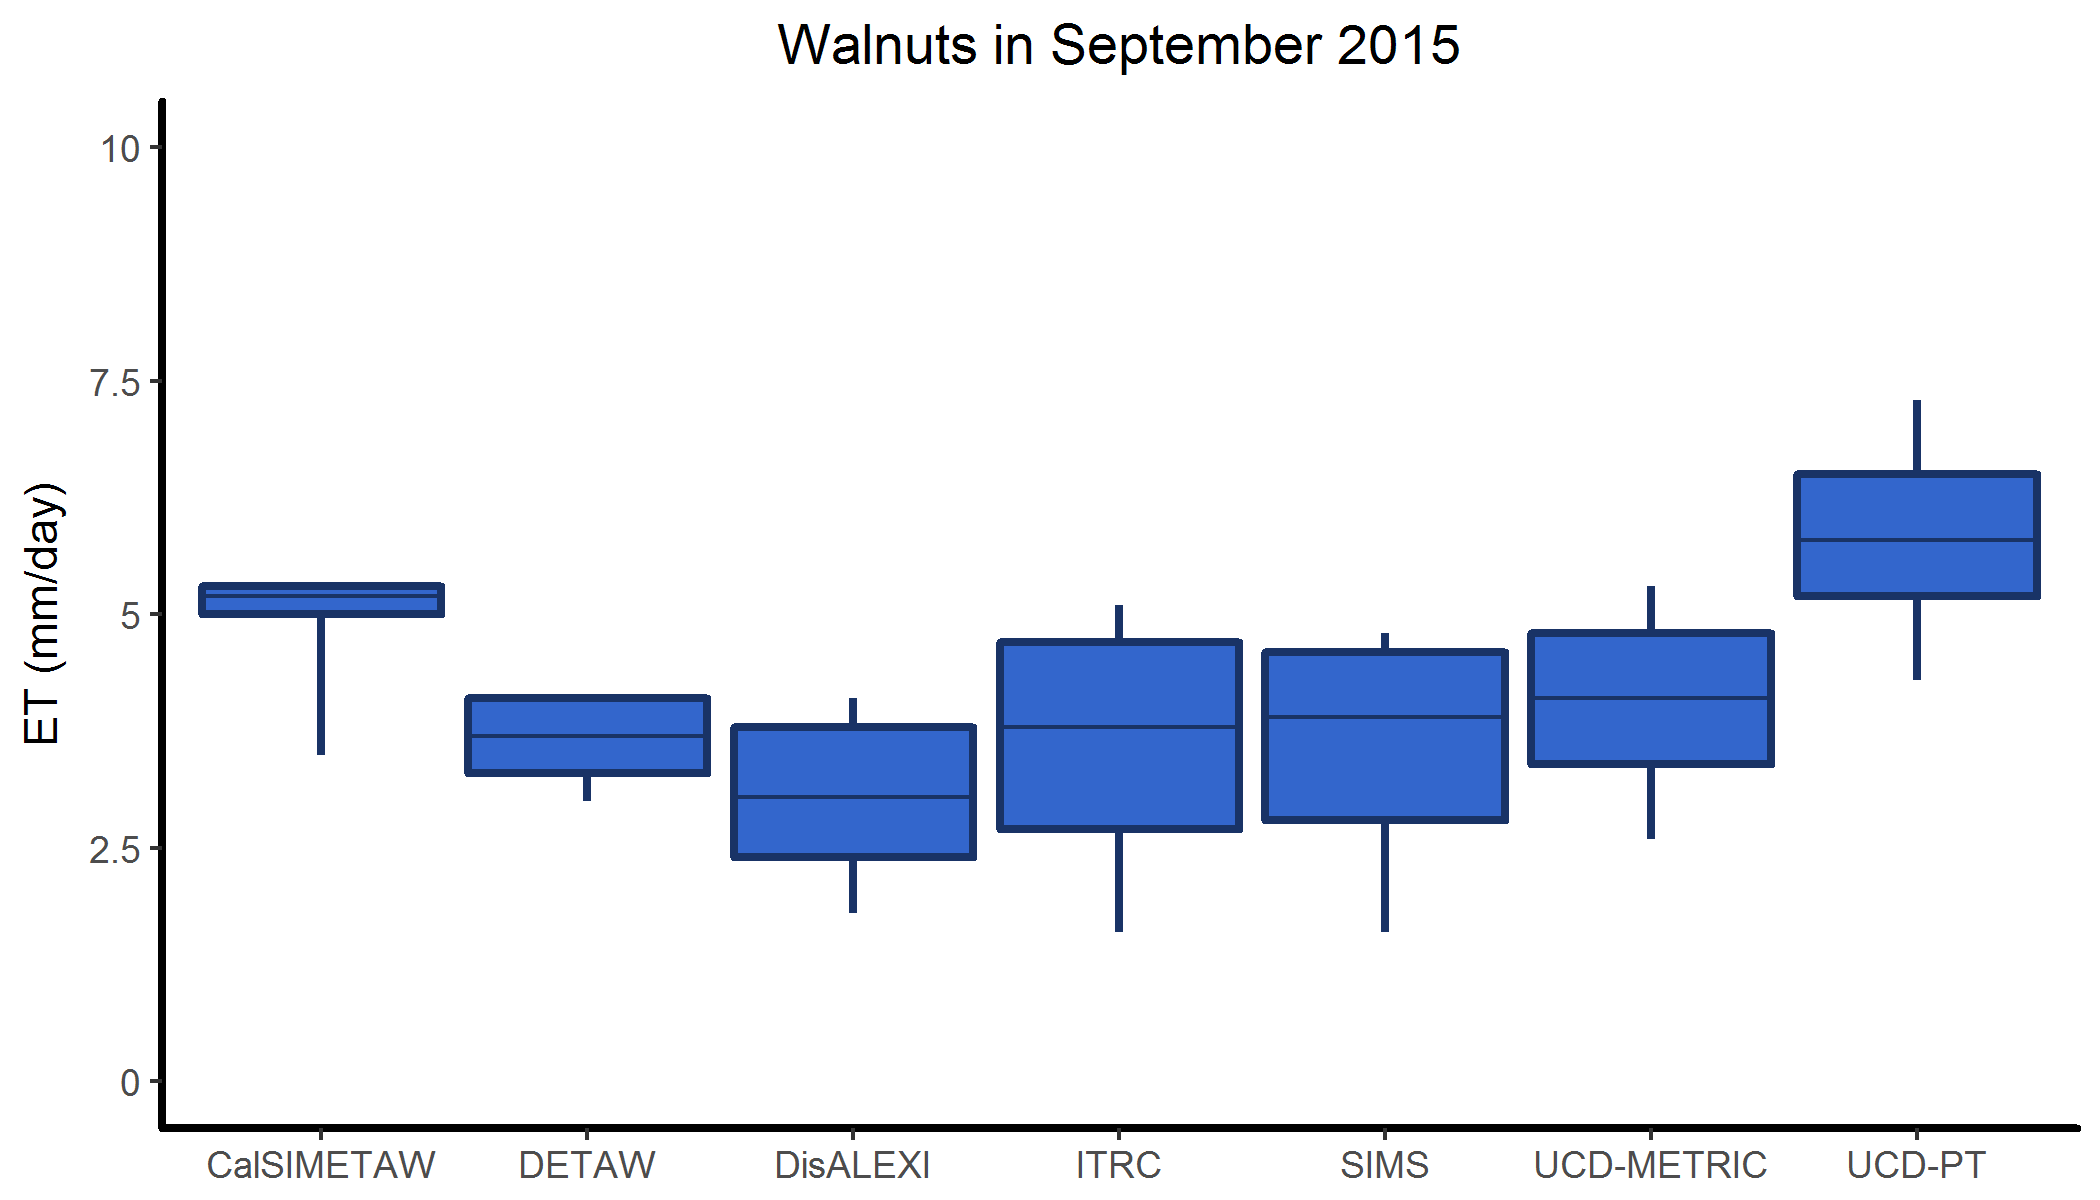 Walnuts in September 2015
ET (mm/day)
10
7.5
5
2.5
0
CalSIMETAW DETAW DisALEXI ITRC SIMS UCD-METRIC UCD-PT